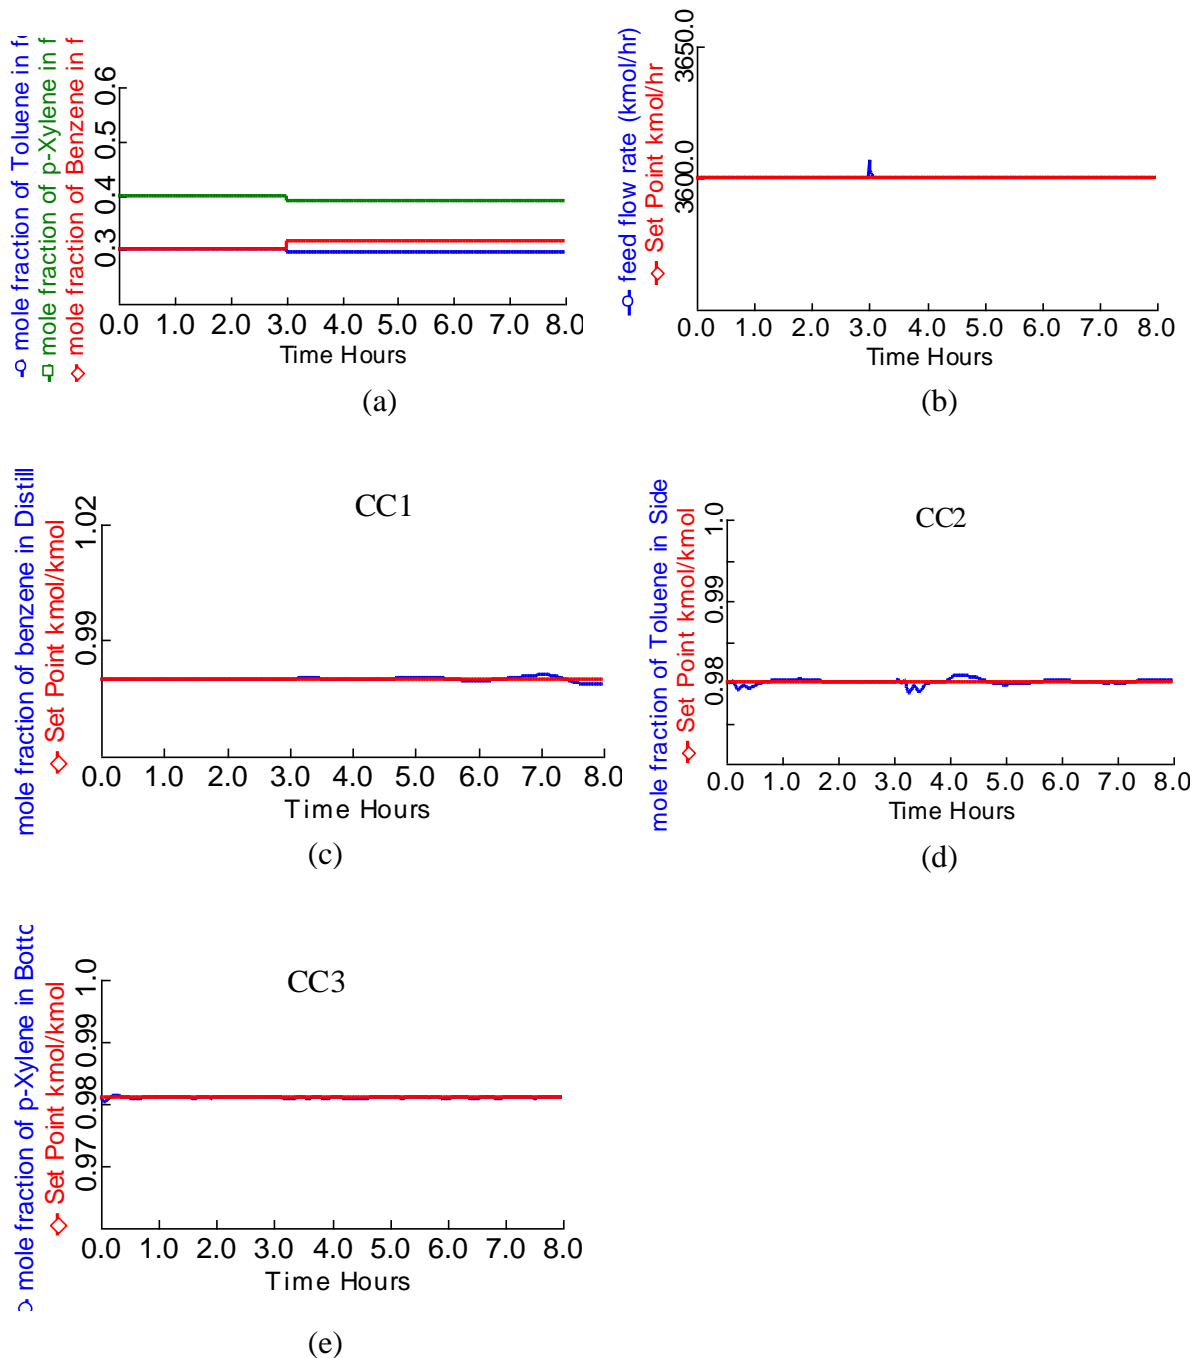 mole fraction of Toluene in f
mole fraction of p-Xylene in f
mole fraction of Benzene in f
0.6
0.5
0.4
0.3
0.0 1.0 2.0 3.0 4.0 5.0 6.0 7.0 8.0
Time Hours
(a)
feed flow rate (kmol/hr)
Set Point kmol/hr
3650.0
3600.0
0.0 1.0 2.0 3.0 4.0 5.0 6.0 7.0 8.0
Time Hours
(b)
mole fraction of benzene in Distill
Set Point kmol/kmol
CC1
1.02
0.99
0.0 1.0 2.0 3.0 4.0 5.0 6.0 7.0 8.0
Time Hours
(c)
mole fraction of Toluene in Side
Set Point kmol/kmol
CC2
1.0
0.99
0.98
0.0 1.0 2.0 3.0 4.0 5.0 6.0 7.0 8.0
Time Hours
(d)
mole fraction of p-Xylene in Botto
Set Point kmol/kmol
CC3
1.0
0.99
0.98
0.97
0.0 1.0 2.0 3.0 4.0 5.0 6.0 7.0 8.0
Time Hours
(e)